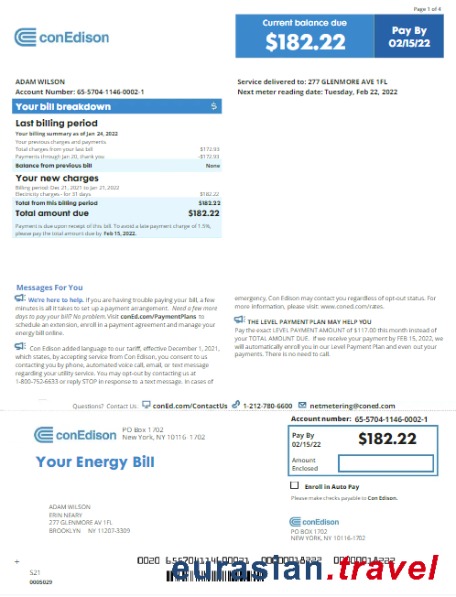 Page 1 of 4
conEdison
Current balance due
$182.22
Pay By
02/15/22
ADAM WILSON
Account Number: 65-5704-1146-0002-1
Service delivered to: 277 GLENMORE AVE 1FL
Next meter reading date: Tuesday, Feb 22, 2022
Your bill breakdown $
Last billing period
Your billing summary as of Jan 24, 2022
Your previous charges and payments
Total charges from your last bill $172.93
Payments through Jan 20, thank you -$172.93
Balance from previous bill None
Your new charges
Billing period: Dec 21, 2021 to Jan 21, 2022
Electricity charges - for 31 days $182.22
Total from this billing period $182.22
Total amount due $182.22
Payment is due upon receipt of this bill. To avoid a late payment charge of 1.5%,
please pay the total amount due by Feb 15, 2022.
Messages For You
We're here to help. If you are having trouble paying your bill, a few
minutes is all it takes to set up a payment arrangement. Need a few more
days to pay your bill? No problem. Visit conEd.com/PaymentPlans to
schedule an extension, enroll in a payment agreement and manage your
energy bill online.
Con Edison added language to our tariff, effective December 1, 2021,
which states, by accepting service from Con Edison, you consent to us
contacting you by phone, automated voice call, email, or text message
regarding your utility service. You may opt-out by contacting us at
1-800-752-6633 or reply STOP in response to a text message. In cases of
emergency, Con Edison may contact you regardless of opt-out status. For
more information, please visit: www.coned.com/rates.
THE LEVEL PAYMENT PLAN MAY HELP YOU
Pay the exact LEVEL PAYMENT AMOUNT of $117.00 this month instead of
your TOTAL AMOUNT DUE. If we receive your payment by FEB 15, 2022, we
will automatically enroll you in our Level Payment Plan and even out your
payments. There is no need to call.
Questions? Contact Us: conEd.com/ContactUs 1-212-780-6600 netmetering@coned.com
conEdison
PO Box 1702
New York, NY 10116 1702
Your Energy Bill
Account number: 65-5704-1146-0002-1
Pay By
02/15/22
$182.22
Amount
Enclosed
Enroll in Auto Pay
Please make checks payable to Con Edison.
ADAM WILSON
ERIN NEARY
277 GLENMORE AV 1FL
BROOKLYN NY 11207-3309
conEdison
PO BOX 1702
NEW YORK, NY 10116-1702
+
S21
0035029
eurasian.travel